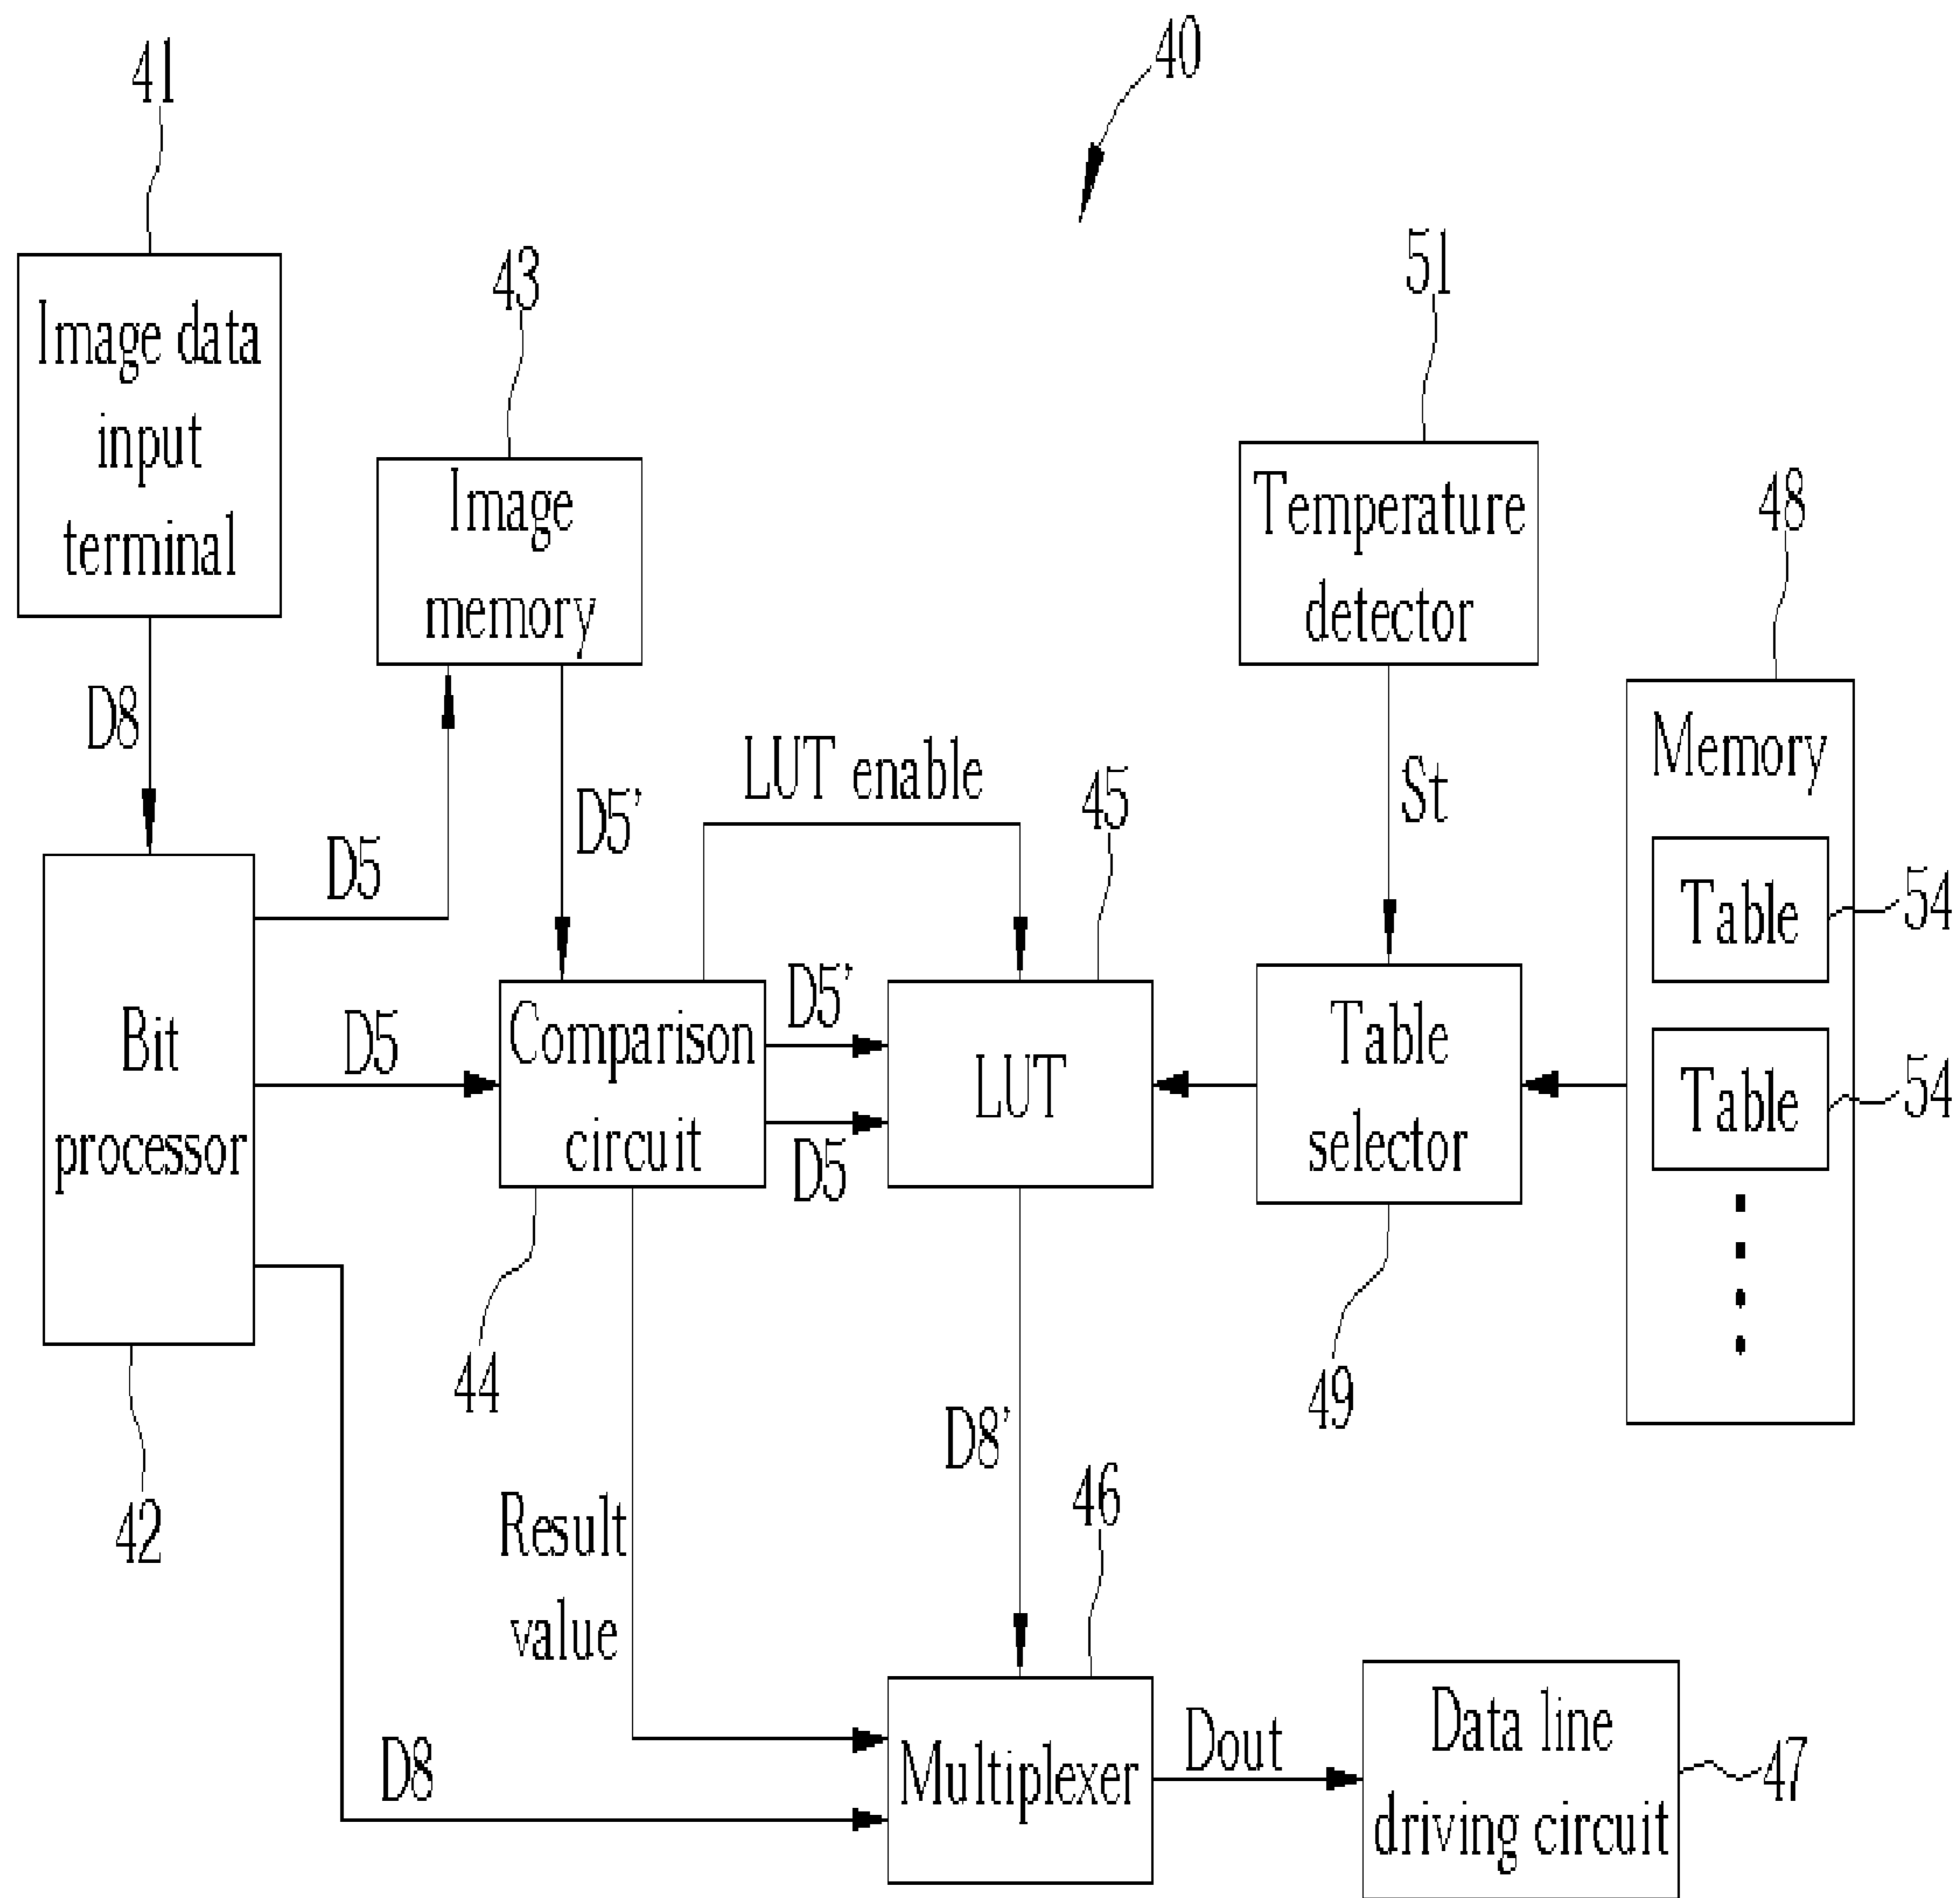 40
41
Image data
input
terminal
43
Image
memory
51
Temperature
detector
48
Memory
Table
54
Table
54
D8
D5
D5’
LUT enable
45
St
Bit
processor
42
D5
Comparison
circuit
44
D5’
D5
LUT
Table
selector
49
D8’
Result
value
46
D8
Multiplexer
Dout
Data line
driving circuit
47